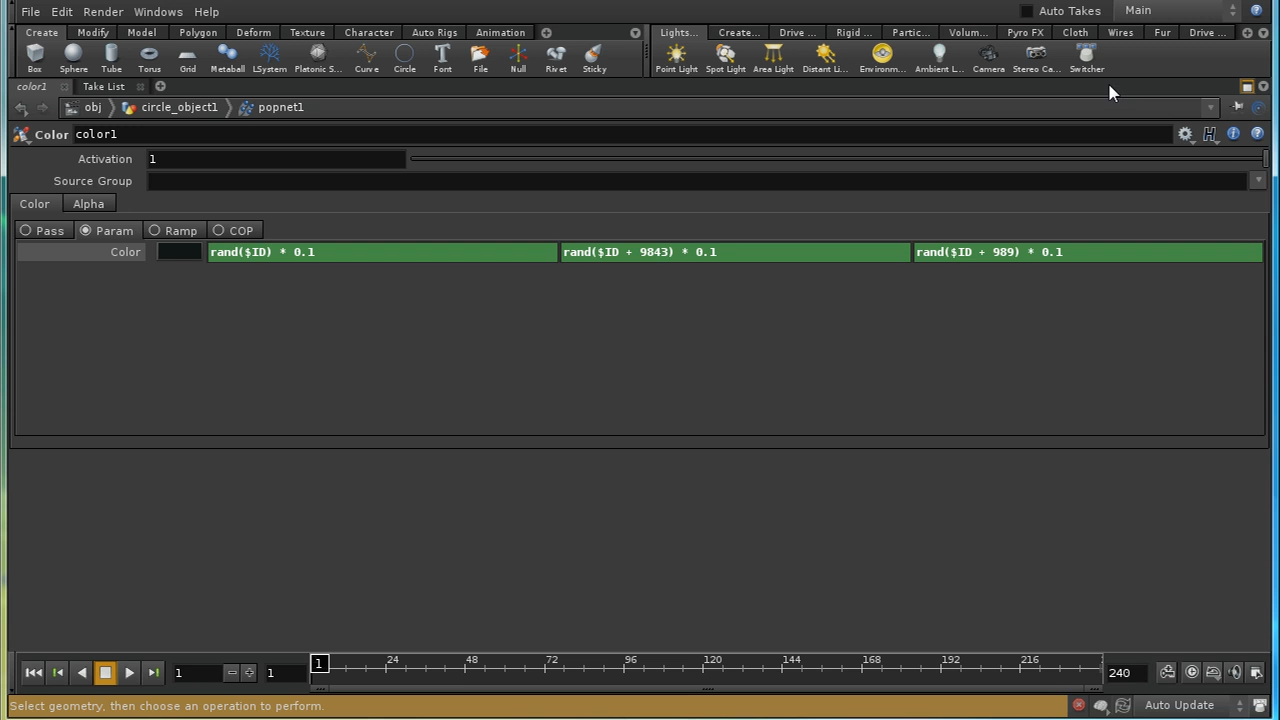 File Edit Render Windows Help Auto Takes Main
Create Modify Model Polygon Deform Texture Character Auto Rigs Animation Lights... Create... Drive ... Rigid ... Partic... Volum... Pyro FX Cloth Wires Fur Drive ...
Box Sphere Tube Torus Grid Metaball LSystem Platonic S... Curve Circle Font File Null Rivet Sticky Point Light Spot Light Area Light Distant Li... Environm... Ambient L... Camera Stereo Ca... Switcher
color1 Take List
obj circle_object1 popnet1
Color color1
Activation 1
Source Group
Color Alpha
Pass Param Ramp COP
Color rand($ID) * 0.1 rand($ID + 9843) * 0.1 rand($ID + 989) * 0.1
1 1 1 24 48 72 96 120 144 168 192 216 240
Select geometry, then choose an operation to perform. Auto Update